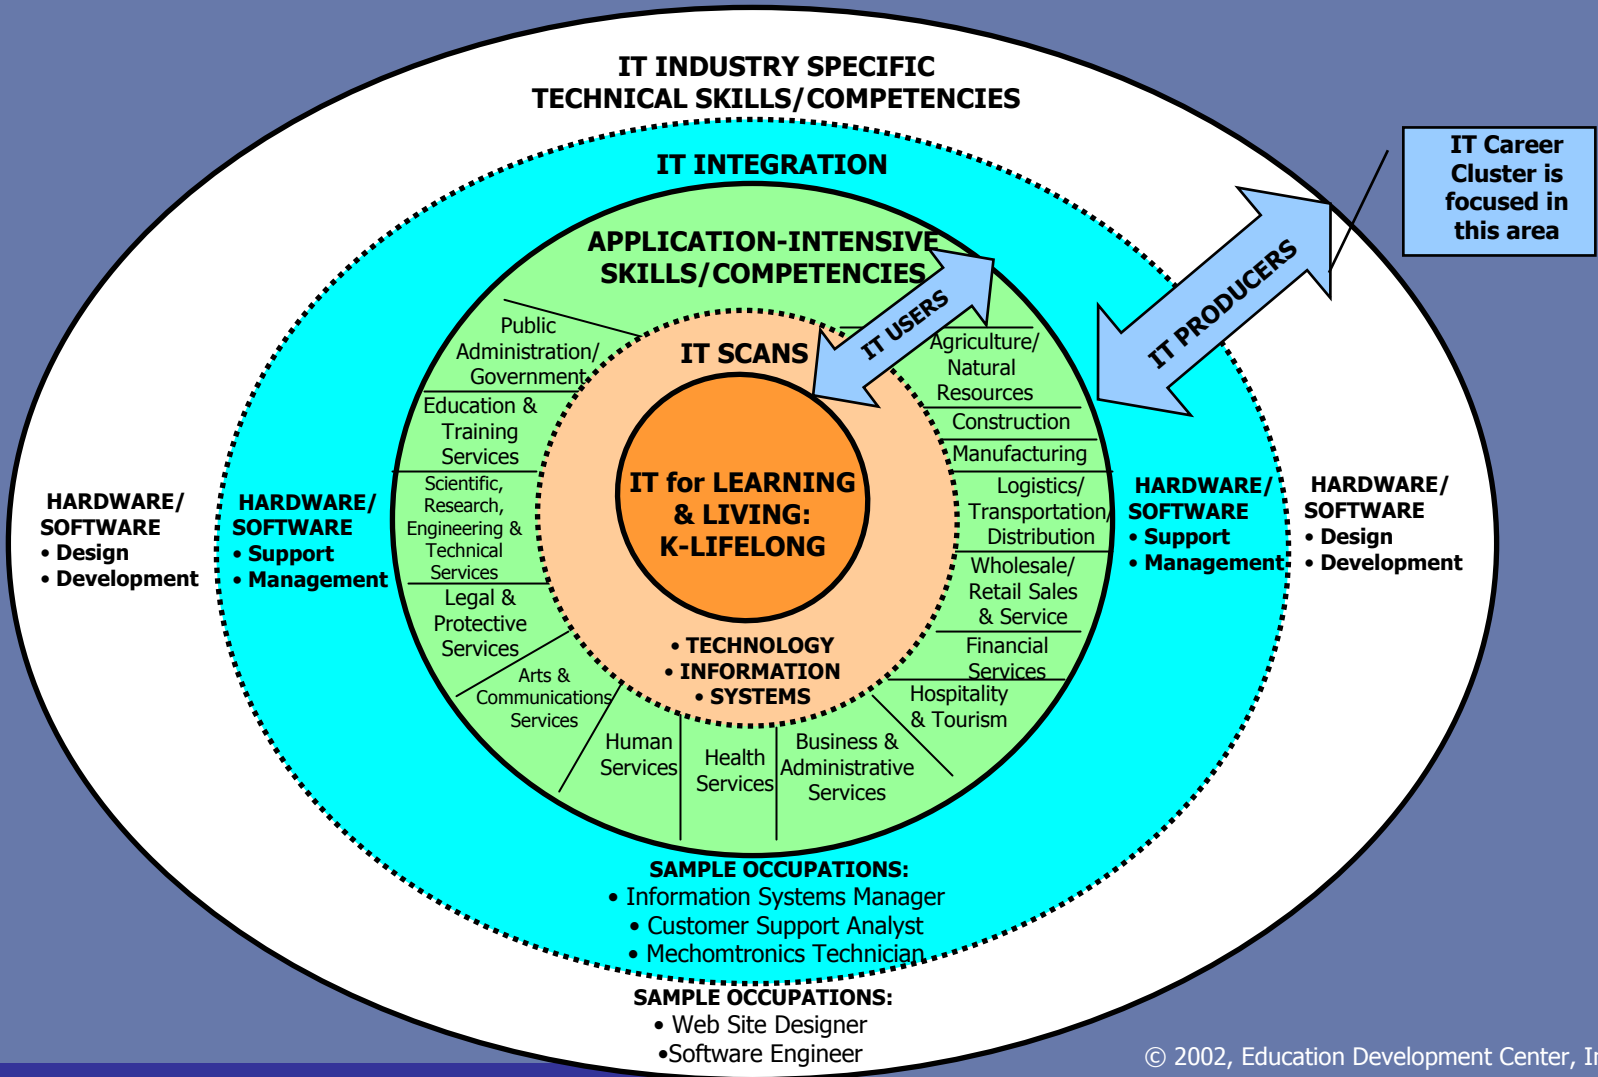 IT INDUSTRY SPECIFIC
TECHNICAL SKILLS/COMPETENCIES
IT INTEGRATION
APPLICATION-INTENSIVE
SKILLS/COMPETENCIES
IT SCANS
IT for LEARNING
& LIVING:
K-LIFELONG
• TECHNOLOGY
• INFORMATION
• SYSTEMS
IT USERS
IT PRODUCERS
IT Career
Cluster is
focused in
this area
Public
Administration/
Government
Education &
Training
Services
Scientific,
Research,
Engineering &
Technical
Services
Legal &
Protective
Services
Arts &
Communications
Services
Human
Services
Health
Services
Business &
Administrative
Services
Hospitality
& Tourism
Financial
Services
Wholesale/
Retail Sales
& Service
Logistics/
Transportation/
Distribution
Manufacturing
Construction
Agriculture/
Natural
Resources
HARDWARE/
SOFTWARE
• Design
• Development
HARDWARE/
SOFTWARE
• Support
• Management
HARDWARE/
SOFTWARE
• Support
• Management
HARDWARE/
SOFTWARE
• Design
• Development
SAMPLE OCCUPATIONS:
• Information Systems Manager
• Customer Support Analyst
• Mechomtronics Technician
SAMPLE OCCUPATIONS:
• Web Site Designer
•Software Engineer
© 2002, Education Development Center, In